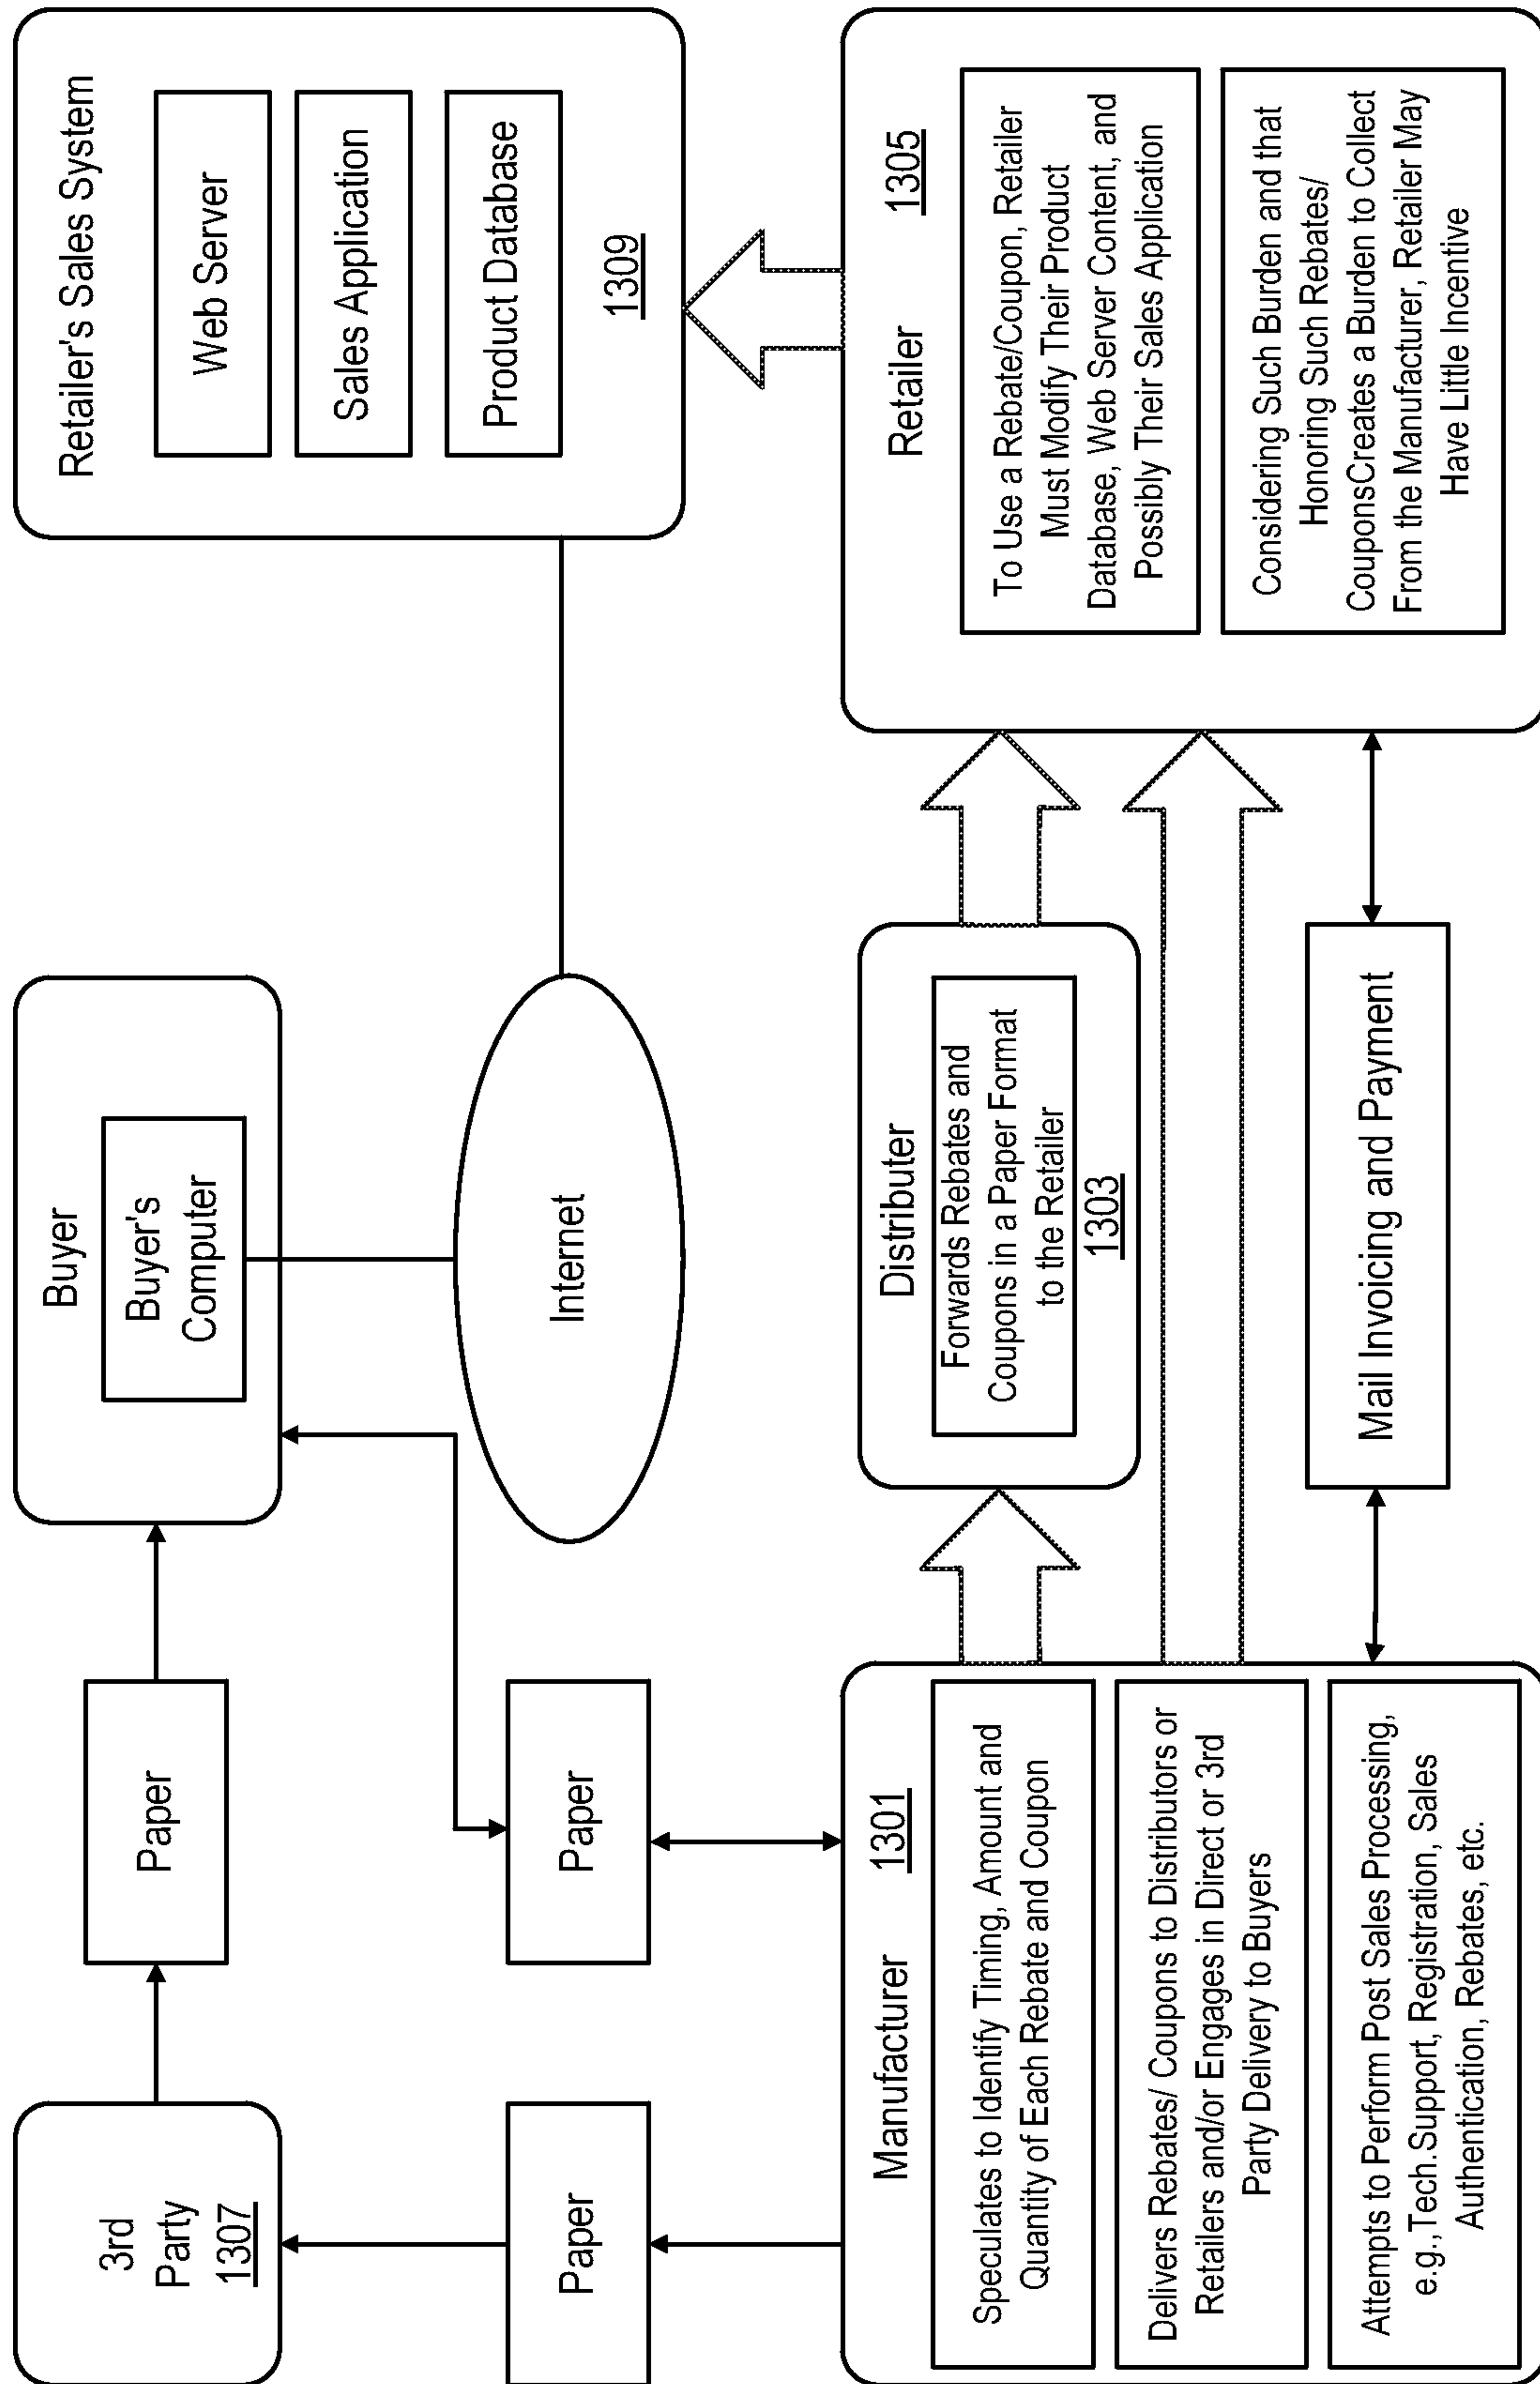 3rd
Party
1307
Paper
Buyer
Buyer's
Computer
Retailer's Sales System
Web Server
Sales Application
Product Database
1309
Paper
Paper
Internet
Manufacturer 1301
Speculates to Identify Timing, Amount and
Quantity of Each Rebate and Coupon
Delivers Rebates/ Coupons to Distributors or
Retailers and/or Engages in Direct or 3rd
Party Delivery to Buyers
Attempts to Perform Post Sales Processing,
e.g.,Tech.Support, Registration, Sales
Authentication, Rebates, etc.
Distributer
Forwards Rebates and
Coupons in a Paper Format
to the Retailer
1303
Mail Invoicing and Payment
Retailer 1305
To Use a Rebate/Coupon, Retailer
Must Modify Their Product
Database, Web Server Content, and
Possibly Their Sales Application
Considering Such Burden and that
Honoring Such Rebates/
CouponsCreates a Burden to Collect
From the Manufacturer, Retailer May
Have Little Incentive